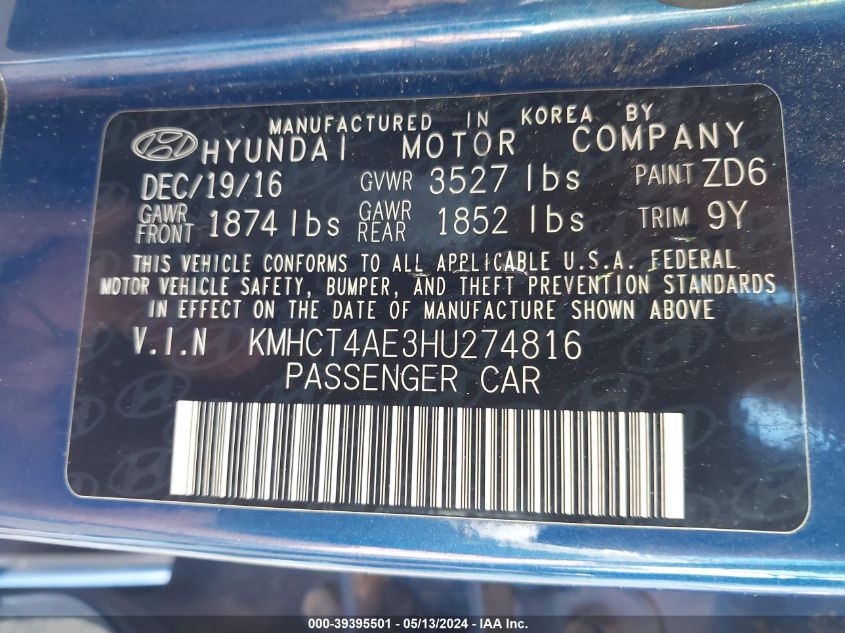 MANUFACTURED IN KOREA BY
HYUNDAI MOTOR COMPANY
DEC/19/16 GVWR 3527 lbs PAINT ZD6
GAWR FRONT 1874 lbs GAWR REAR 1852 lbs TRIM 9Y
THIS VEHICLE CONFORMS TO ALL APPLICABLE U.S.A. FEDERAL
MOTOR VEHICLE SAFETY, BUMPER, AND THEFT PREVENTION STANDARDS
IN EFFECT ON THE DATE OF MANUFACTURE SHOWN ABOVE
V.I.N KMHCT4AE3HU274816
PASSENGER CAR
000-39395501 - 05/13/2024 - IAA Inc.